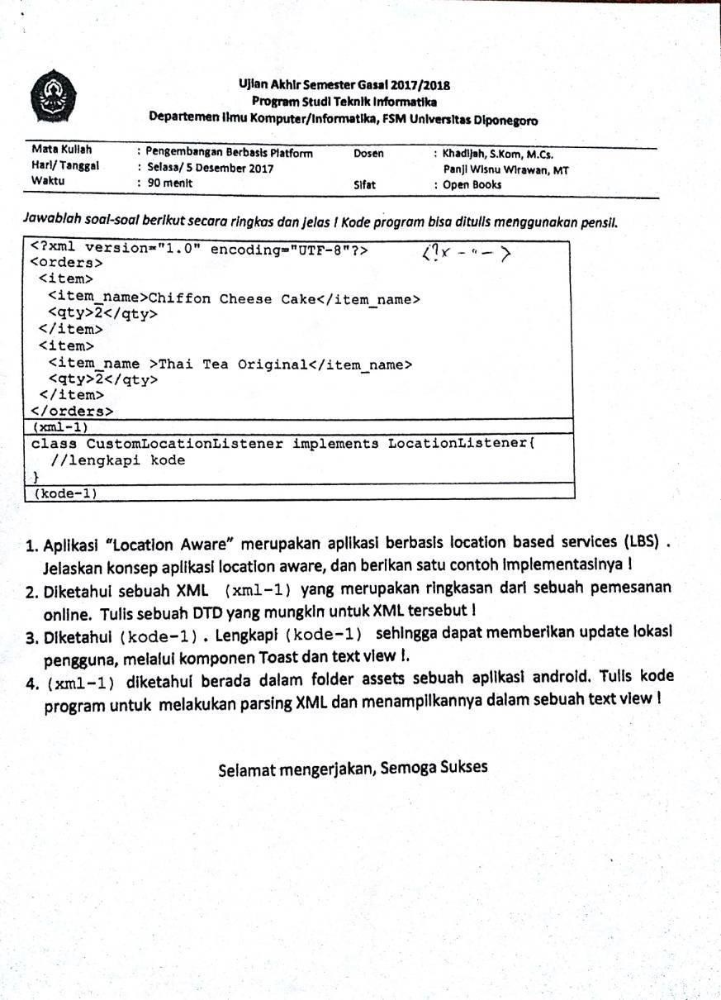 Ujian Akhir Semester Gasal 2017/2018
Program Studi Teknik Informatika
Departemen Ilmu Komputer/Informatika, FSM Universitas Diponegoro
Mata Kuliah : Pengembangan Berbasis Platform Dosen : Khadijah, S.Kom, M.Cs.
Hari/ Tanggal : Selasa/ 5 Desember 2017 Panji Wisnu Wirawan, MT
Waktu : 90 menit Sifat : Open Books
Jawablah soal-soal berikut secara ringkas dan jelas ! Kode program bisa ditulis menggunakan pensil.
<?xml version="1.0" encoding="UTF-8"?> <?x - " - >
<orders>
<item>
<item_name>Chiffon Cheese Cake</item_name>
<qty>2</qty>
</item>
<item>
<item_name >Thai Tea Original</item_name>
<qty>2</qty>
</item>
</orders>
(xml-1)
class CustomLocationListener implements LocationListener{
//lengkapi kode
}
(kode-1)
1. Aplikasi “Location Aware” merupakan aplikasi berbasis location based services (LBS) .
Jelaskan konsep aplikasi location aware, dan berikan satu contoh implementasinya !
2. Diketahui sebuah XML (xml-1) yang merupakan ringkasan dari sebuah pemesanan
online. Tulis sebuah DTD yang mungkin untuk XML tersebut !
3. Diketahui (kode-1) . Lengkapi (kode-1) sehingga dapat memberikan update lokasi
pengguna, melalui komponen Toast dan text view !.
4. (xml-1) diketahui berada dalam folder assets sebuah aplikasi android. Tulis kode
program untuk melakukan parsing XML dan menampilkannya dalam sebuah text view !
Selamat mengerjakan, Semoga Sukses